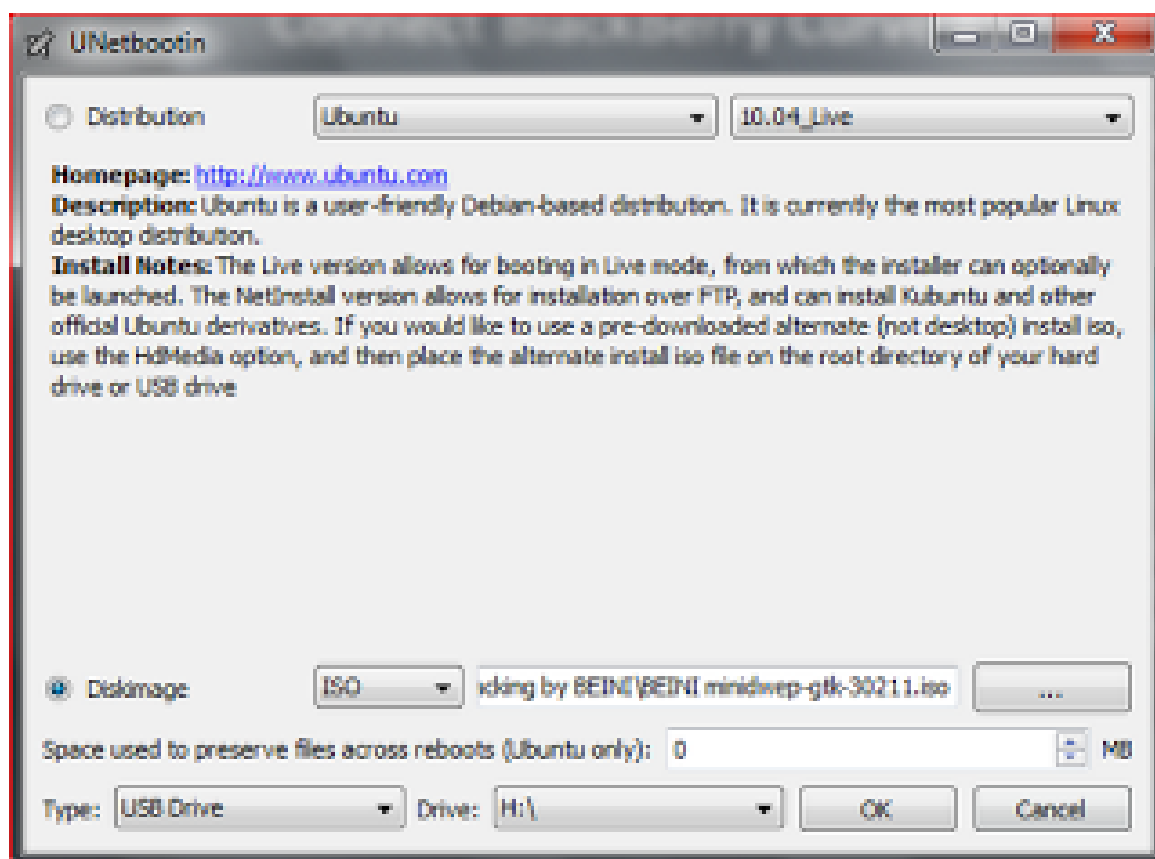 UNetbootin
Distribution Ubuntu 10.04_Live
Homepage: http://www.ubuntu.com
Description: Ubuntu is a user-friendly Debian-based distribution. It is currently the most popular Linux
desktop distribution.
Install Notes: The Live version allows for booting in Live mode, from which the installer can optionally
be launched. The NetInstall version allows for installation over FTP, and can install Kubuntu and other
official Ubuntu derivatives. If you would like to use a pre-downloaded alternate (not desktop) install iso,
use the HdMedia option, and then place the alternate install iso file on the root directory of your hard
drive or USB drive
Diskimage ISO cking by BEINI\BEINI minidwep-gtk-30211.iso ...
Space used to preserve files across reboots (Ubuntu only): 0 MB
Type: USB Drive Drive: H:\ OK Cancel